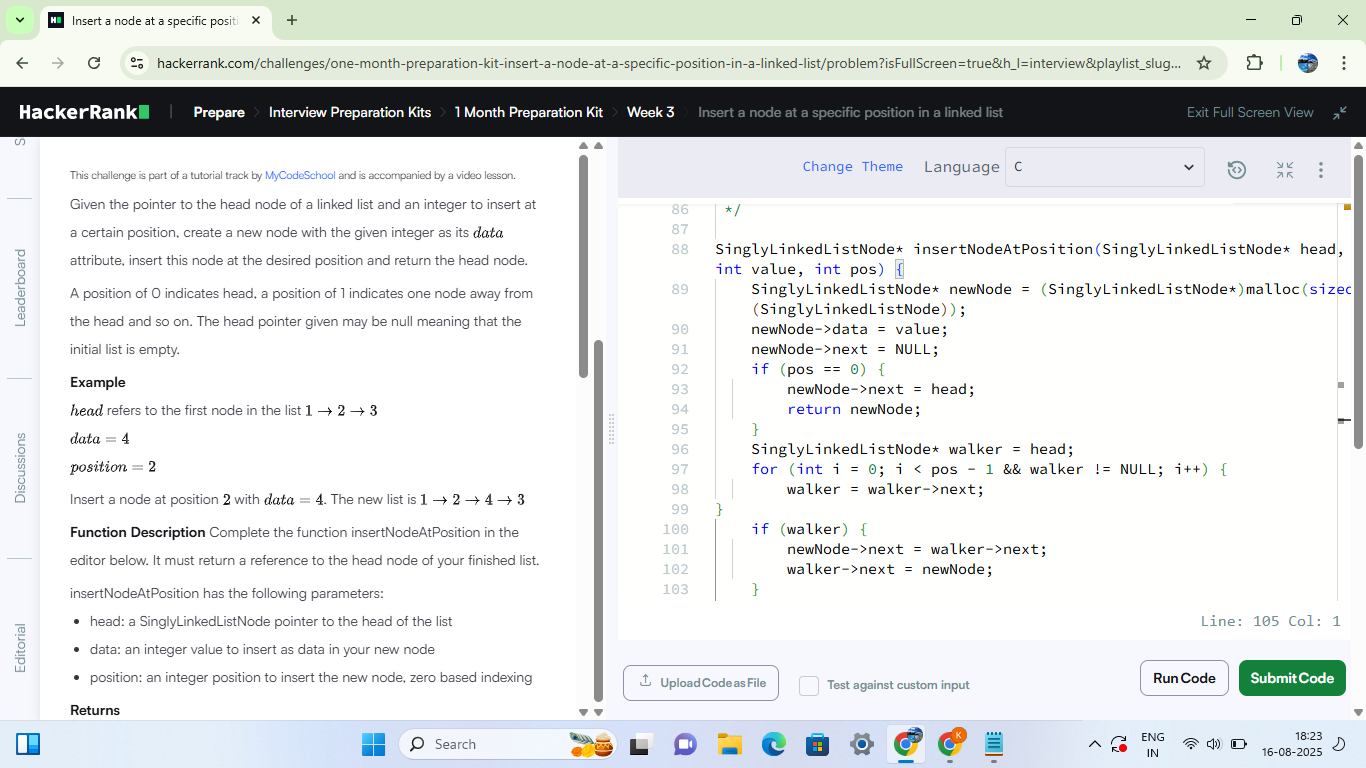 Insert a node at a specific positi
hackerrank.com/challenges/one-month-preparation-kit-insert-a-node-at-a-specific-position-in-a-linked-list/problem?isFullScreen=true&h_l=interview&playlist_slug...
HackerRank
Prepare
Interview Preparation Kits
1 Month Preparation Kit
Week 3
Insert a node at a specific position in a linked list
Exit Full Screen View
S
Leaderboard
Discussions
Editorial
This challenge is part of a tutorial track by MyCodeSchool and is accompanied by a video lesson.
Given the pointer to the head node of a linked list and an integer to insert at
a certain position, create a new node with the given integer as its data
attribute, insert this node at the desired position and return the head node.
A position of 0 indicates head, a position of 1 indicates one node away from
the head and so on. The head pointer given may be null meaning that the
initial list is empty.
Example
head refers to the first node in the list 1 → 2 → 3
data = 4
position = 2
Insert a node at position 2 with data = 4. The new list is 1 → 2 → 4 → 3
Function Description Complete the function insertNodeAtPosition in the
editor below. It must return a reference to the head node of your finished list.
insertNodeAtPosition has the following parameters:
• head: a SinglyLinkedListNode pointer to the head of the list
• data: an integer value to insert as data in your new node
• position: an integer position to insert the new node, zero based indexing
Returns
Change Theme Language C
86 */
87
88 SinglyLinkedListNode* insertNodeAtPosition(SinglyLinkedListNode* head,
int value, int pos) {
89 SinglyLinkedListNode* newNode = (SinglyLinkedListNode*)malloc(sizeo
(SinglyLinkedListNode));
90 newNode->data = value;
91 newNode->next = NULL;
92 if (pos == 0) {
93 newNode->next = head;
94 return newNode;
95 }
96 SinglyLinkedListNode* walker = head;
97 for (int i = 0; i < pos - 1 && walker != NULL; i++) {
98 walker = walker->next;
99 }
100 if (walker) {
101 newNode->next = walker->next;
102 walker->next = newNode;
103 }
Line: 105 Col: 1
Upload Code as File
Test against custom input
Run Code
Submit Code
Search
K
ENG
IN
18:23
16-08-2025